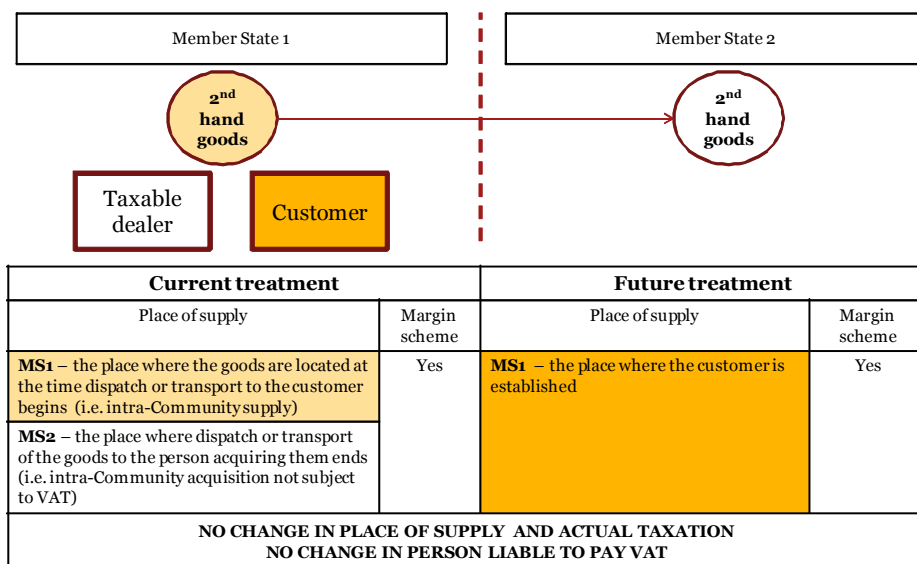 Member State 1
Member State 2
2nd
hand
goods
2nd
hand
goods
Taxable
dealer
Customer
Current treatment
Future treatment
Place of supply
Margin
scheme
Place of supply
Margin
scheme
MS1 – the place where the goods are located at
the time dispatch or transport to the customer
begins (i.e. intra-Community supply)
Yes
MS1 – the place where the customer is
established
Yes
MS2 – the place where dispatch or transport
of the goods to the person acquiring them ends
(i.e. intra-Community acquisition not subject
to VAT)
NO CHANGE IN PLACE OF SUPPLY AND ACTUAL TAXATION
NO CHANGE IN PERSON LIABLE TO PAY VAT